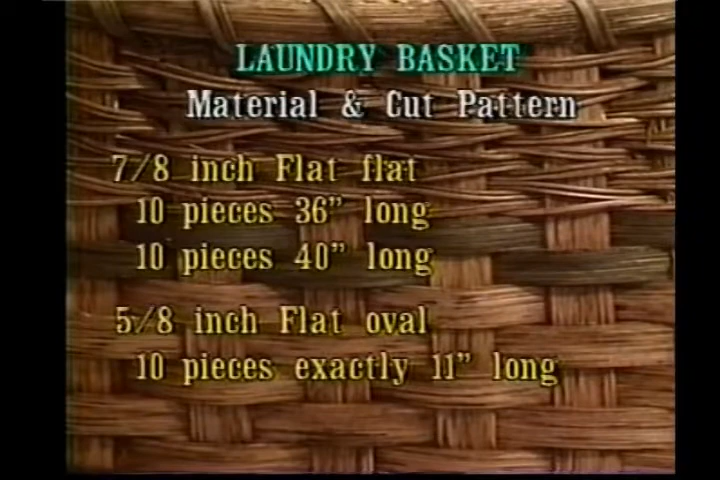 LAUNDRY BASKET
Material & Cut Pattern
7/8 inch Flat flat
10 pieces 36" long
10 pieces 40" long
5/8 inch Flat oval
10 pieces exactly 11" long